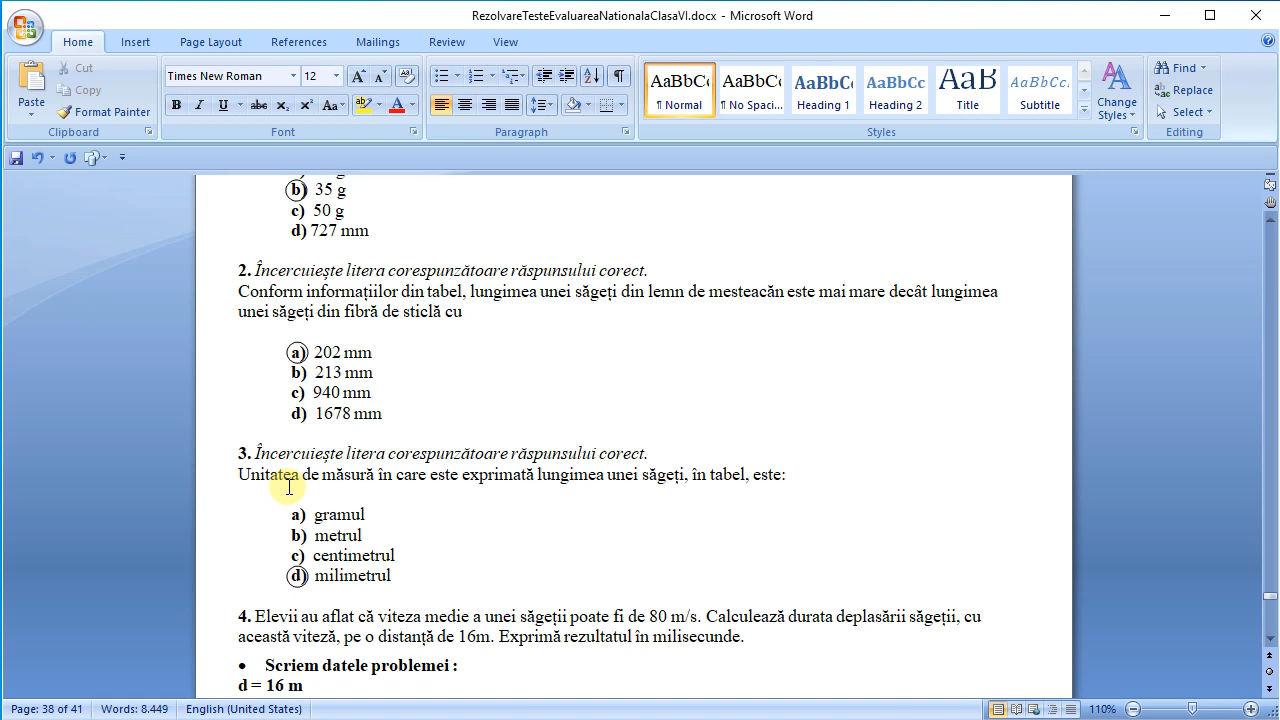 RezolvareTesteEvaluareaNationalaClasaVI.docx - Microsoft Word
Home Insert Page Layout References Mailings Review View
Paste
Cut
Copy
Format Painter
Clipboard
Times New Roman 12
Font
Paragraph
AaBbCc AaBbCc AaBbCc AaBbCc AaB AaBbCc
¶ Normal ¶ No Spaci... Heading 1 Heading 2 Title Subtitle
Change Styles
Styles
Find
Replace
Select
Editing
b) 35 g
c) 50 g
d) 727 mm
2. Încercuiește litera corespunzătoare răspunsului corect.
Conform informațiilor din tabel, lungimea unei săgeți din lemn de mesteacăn este mai mare decât lungimea
unei săgeți din fibră de sticlă cu
a) 202 mm
b) 213 mm
c) 940 mm
d) 1678 mm
3. Încercuiește litera corespunzătoare răspunsului corect.
Unitatea de măsură în care este exprimată lungimea unei săgeți, în tabel, este:
a) gramul
b) metrul
c) centimetrul
d) milimetrul
4. Elevii au aflat că viteza medie a unei săgeții poate fi de 80 m/s. Calculează durata deplasării săgeții, cu
această viteză, pe o distanță de 16m. Exprimă rezultatul în milisecunde.
• Scriem datele problemei :
d = 16 m
Page: 38 of 41 Words: 8.449 English (United States) 110%